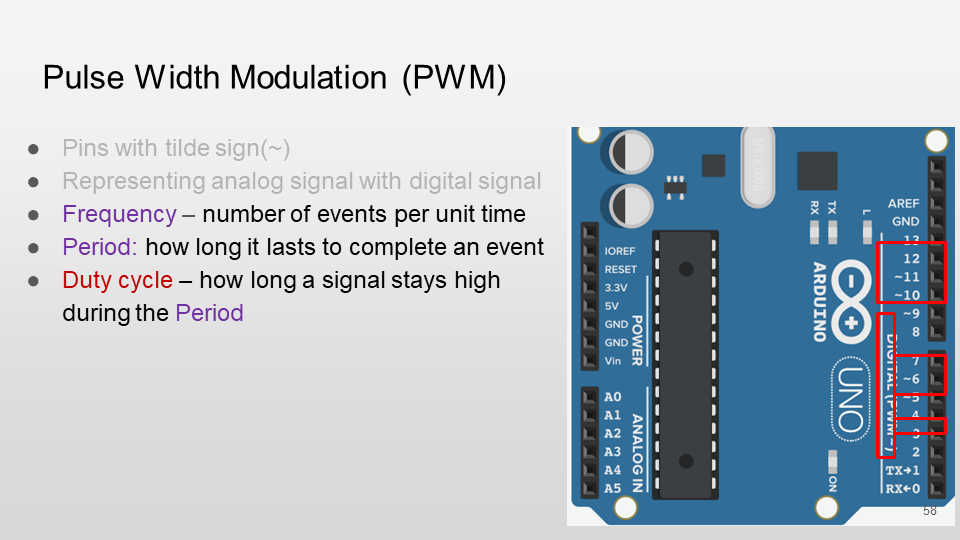 Pulse Width Modulation (PWM)
● Pins with tilde sign(~)
● Representing analog signal with digital signal
● Frequency – number of events per unit time
● Period: how long it lasts to complete an event
● Duty cycle – how long a signal stays high
during the Period
RX
TX
L
AREF
GND
13
12
~11
~10
~9
8
7
~6
~5
4
3
2
TX→1
RX←0
DIGITAL (PWM~)
ARDUINO
UNO
ON
IOREF
RESET
3.3V
5V
GND
GND
Vin
POWER
A0
A1
A2
A3
A4
A5
ANALOG IN
58